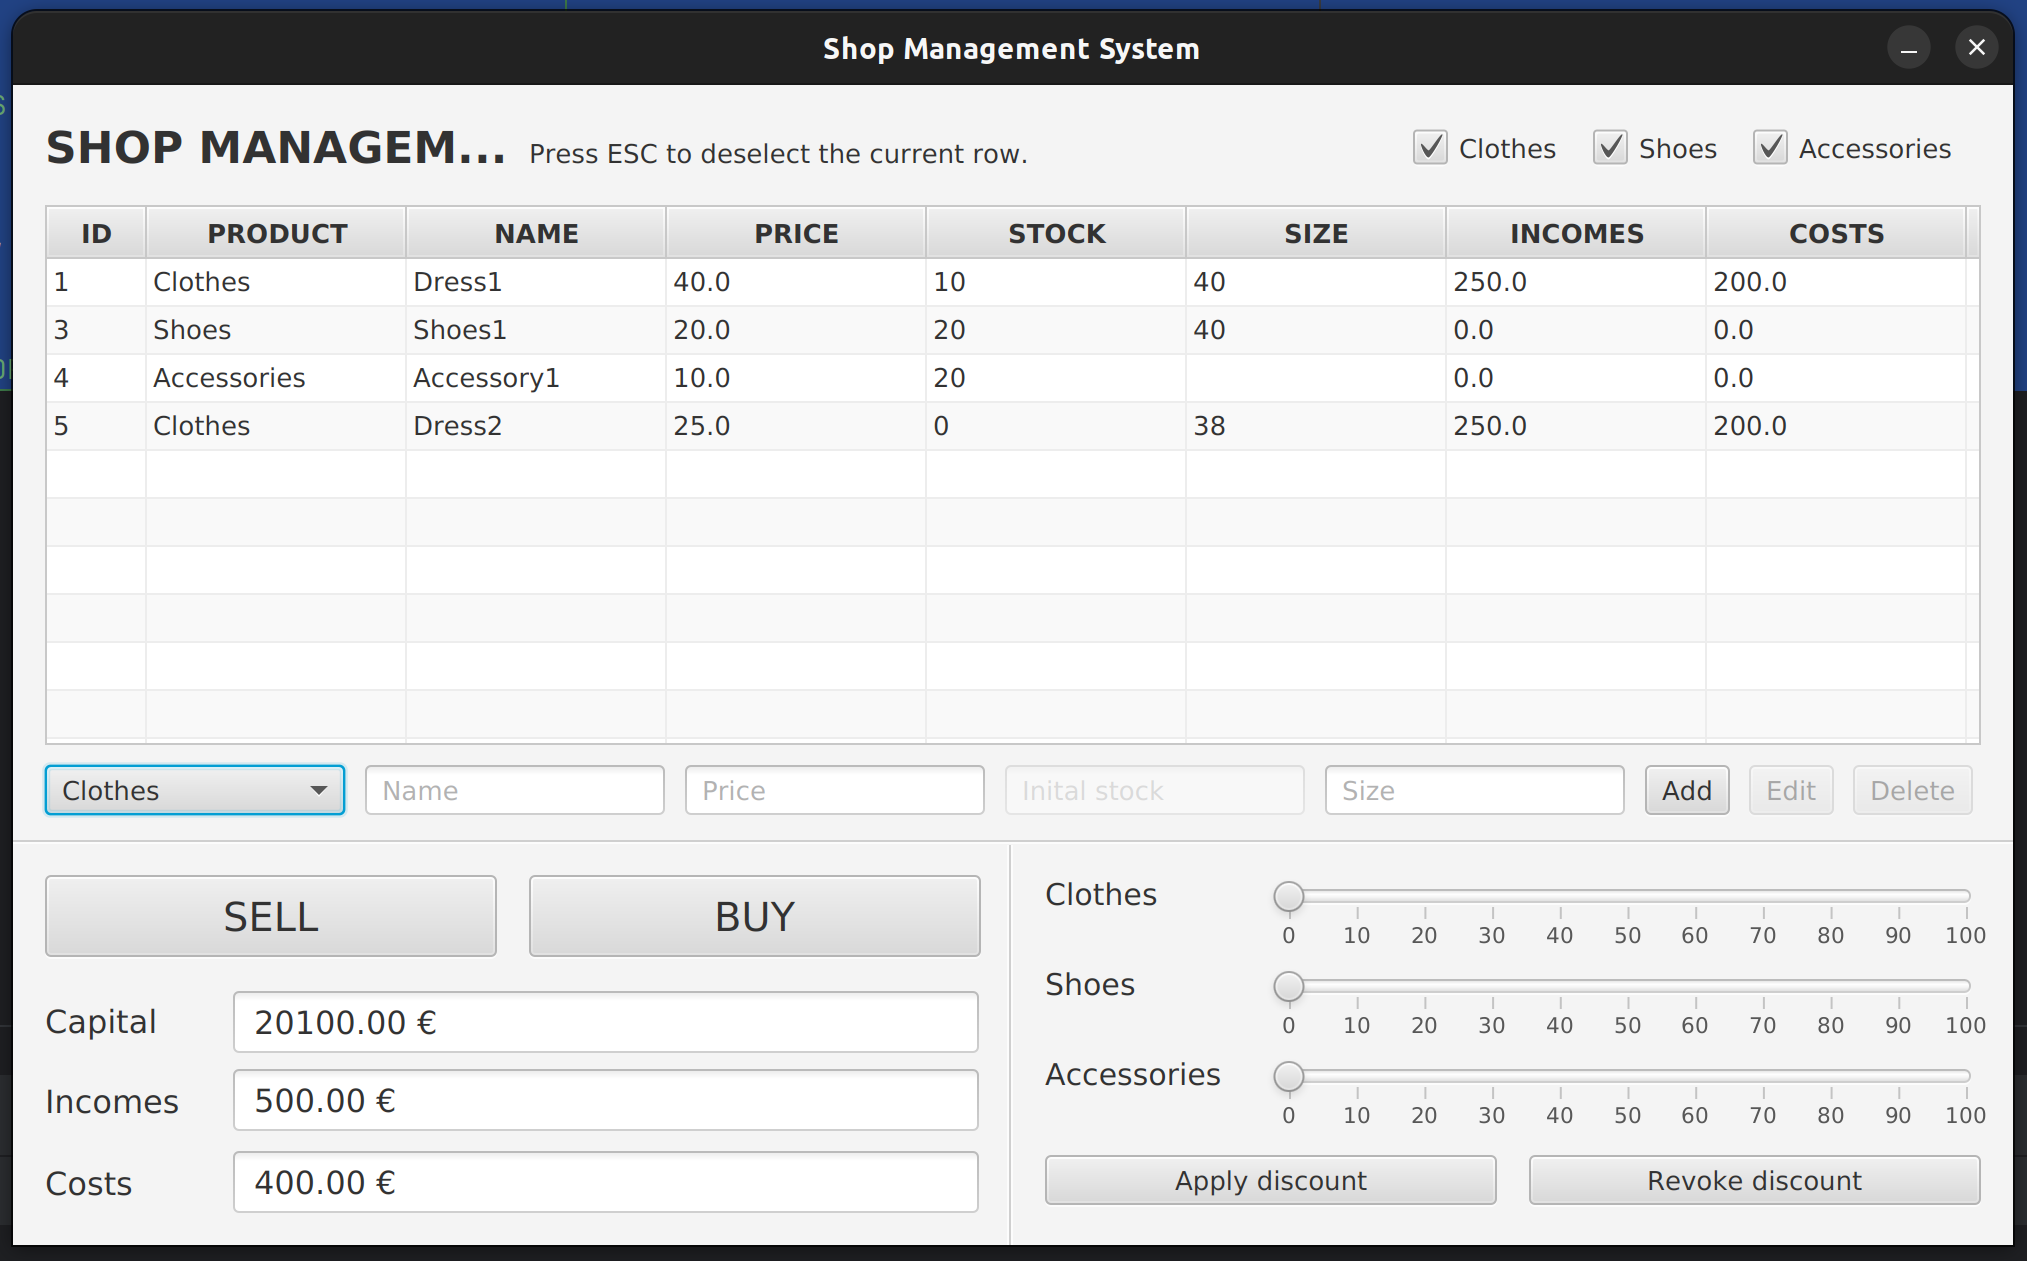 Shop Management System
SHOP MANAGEM... Press ESC to deselect the current row. Clothes Shoes Accessories
ID PRODUCT NAME PRICE STOCK SIZE INCOMES COSTS
1 Clothes Dress1 40.0 10 40 250.0 200.0
3 Shoes Shoes1 20.0 20 40 0.0 0.0
4 Accessories Accessory1 10.0 20 0.0 0.0
5 Clothes Dress2 25.0 0 38 250.0 200.0
Clothes Name Price Inital stock Size Add Edit Delete
SELL BUY
Capital 20100.00 €
Incomes 500.00 €
Costs 400.00 €
Clothes
0 10 20 30 40 50 60 70 80 90 100
Shoes
0 10 20 30 40 50 60 70 80 90 100
Accessories
0 10 20 30 40 50 60 70 80 90 100
Apply discount Revoke discount